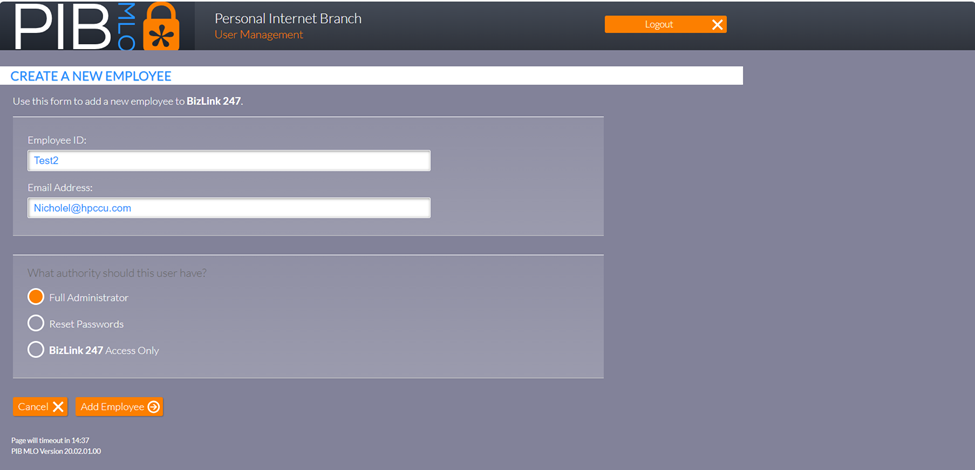 PIB MLO
Personal Internet Branch
User Management
Logout
CREATE A NEW EMPLOYEE
Use this form to add a new employee to BizLink 247.
Employee ID:
Test2
Email Address:
Nicholel@hpccu.com
What authority should this user have?
Full Administrator
Reset Passwords
BizLink 247 Access Only
Cancel
Add Employee
Page will timeout in 14:37
PIB MLO Version 20.02.01.00